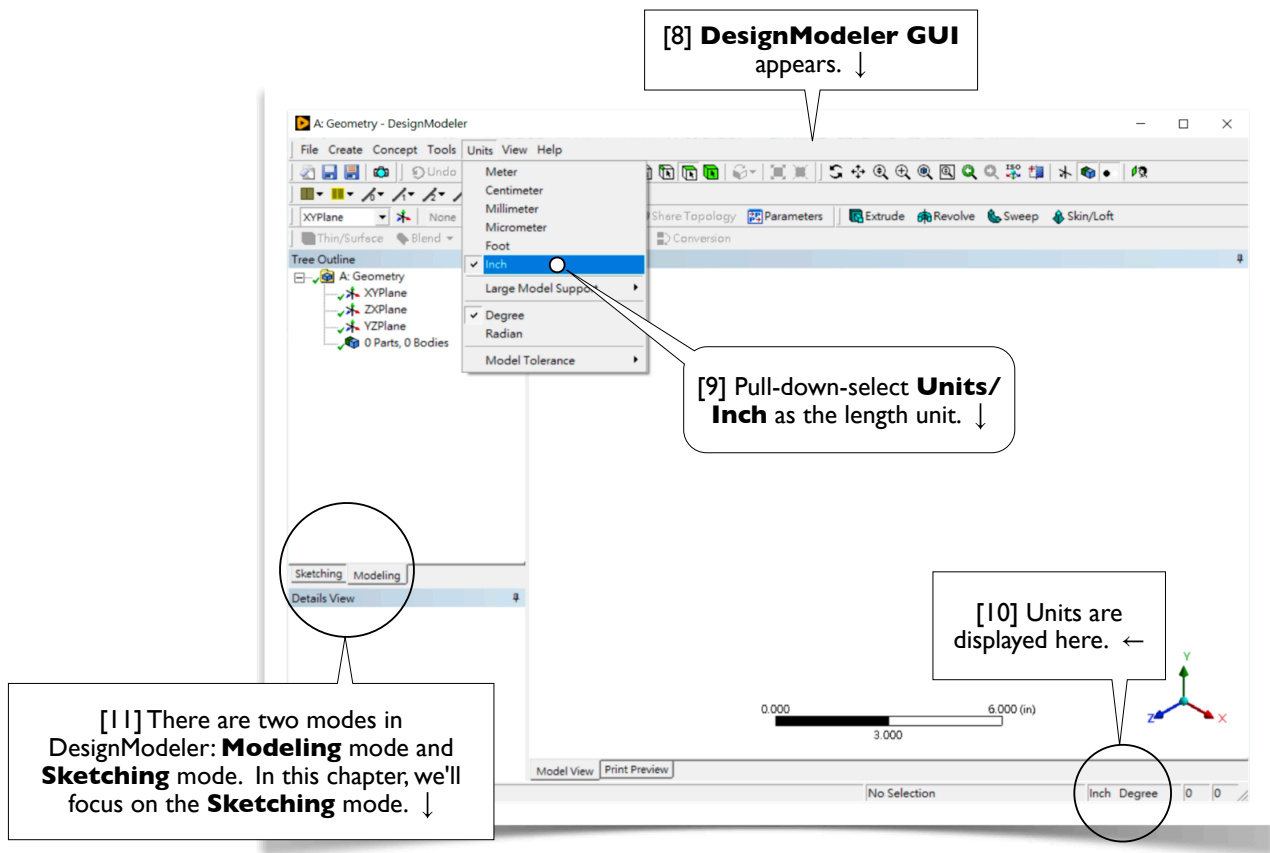 [8] DesignModeler GUI
appears. ↓
A: Geometry - DesignModeler
File Create Concept Tools Units View Help
Undo
Meter
Centimeter
Millimeter
Micrometer
Foot
Inch
Large Model Support
Degree
Radian
Model Tolerance
XYPlane None Share Topology Parameters Extrude Revolve Sweep Skin/Loft
Thin/Surface Blend Conversion
Tree Outline
A: Geometry
XYPlane
ZXPlane
YZPlane
0 Parts, 0 Bodies
[9] Pull-down-select Units/
Inch as the length unit. ↓
Sketching Modeling
Details View
[10] Units are
displayed here. ←
[11] There are two modes in
DesignModeler: Modeling mode and
Sketching mode. In this chapter, we'll
focus on the Sketching mode. ↓
0.000 6.000 (in)
3.000
Y
Z X
Model View Print Preview
No Selection Inch Degree 0 0